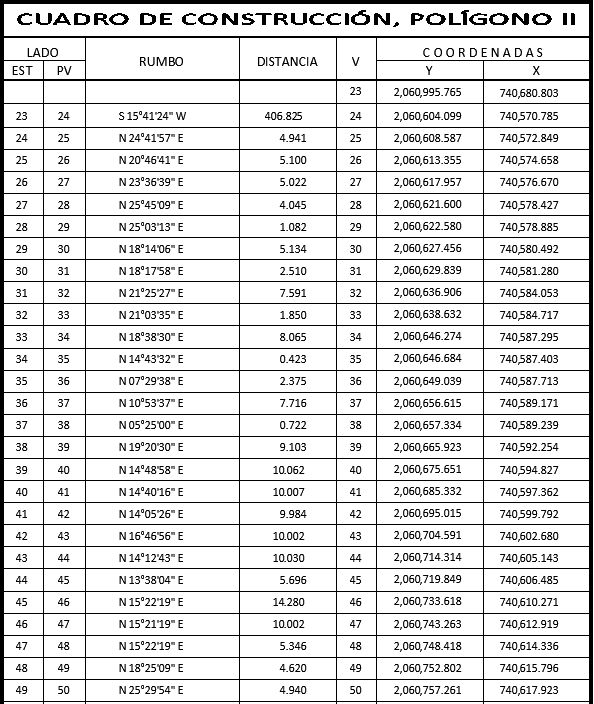 CUADRO DE CONSTRUCCIÓN, POLÍGONO II
LADO RUMBO DISTANCIA V COORDENADAS
EST PV Y X
23 2,060,995.765 740,680.803
23 24 S 15°41'24" W 406.825 24 2,060,604.099 740,570.785
24 25 N 24°41'57" E 4.941 25 2,060,608.587 740,572.849
25 26 N 20°46'41" E 5.100 26 2,060,613.355 740,574.658
26 27 N 23°36'39" E 5.022 27 2,060,617.957 740,576.670
27 28 N 25°45'09" E 4.045 28 2,060,621.600 740,578.427
28 29 N 25°03'13" E 1.082 29 2,060,622.580 740,578.885
29 30 N 18°14'06" E 5.134 30 2,060,627.456 740,580.492
30 31 N 18°17'58" E 2.510 31 2,060,629.839 740,581.280
31 32 N 21°25'27" E 7.591 32 2,060,636.906 740,584.053
32 33 N 21°03'35" E 1.850 33 2,060,638.632 740,584.717
33 34 N 18°38'30" E 8.065 34 2,060,646.274 740,587.295
34 35 N 14°43'32" E 0.423 35 2,060,646.684 740,587.403
35 36 N 07°29'38" E 2.375 36 2,060,649.039 740,587.713
36 37 N 10°53'37" E 7.716 37 2,060,656.615 740,589.171
37 38 N 05°25'00" E 0.722 38 2,060,657.334 740,589.239
38 39 N 19°20'30" E 9.103 39 2,060,665.923 740,592.254
39 40 N 14°48'58" E 10.062 40 2,060,675.651 740,594.827
40 41 N 14°40'16" E 10.007 41 2,060,685.332 740,597.362
41 42 N 14°05'26" E 9.984 42 2,060,695.015 740,599.792
42 43 N 16°46'56" E 10.002 43 2,060,704.591 740,602.680
43 44 N 14°12'43" E 10.030 44 2,060,714.314 740,605.143
44 45 N 13°38'04" E 5.696 45 2,060,719.849 740,606.485
45 46 N 15°22'19" E 14.280 46 2,060,733.618 740,610.271
46 47 N 15°21'19" E 10.002 47 2,060,743.263 740,612.919
47 48 N 15°22'19" E 5.346 48 2,060,748.418 740,614.336
48 49 N 18°25'09" E 4.620 49 2,060,752.802 740,615.796
49 50 N 25°29'54" E 4.940 50 2,060,757.261 740,617.923